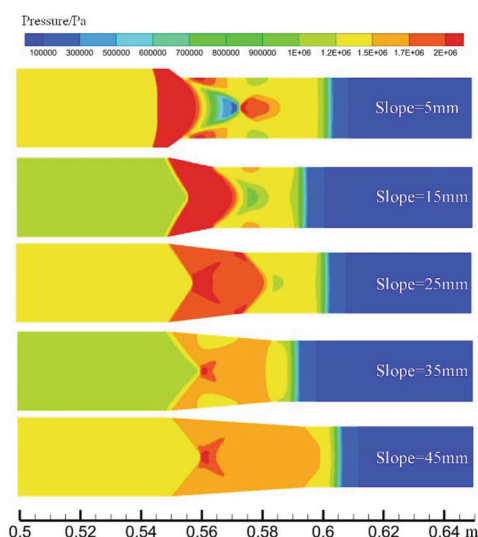 Pressure/Pa
100000 300000 500000 600000 700000 800000 900000 1E+06 1.2E+06 1.5E+06 1.7E+06 2E+06
Slope=5mm
Slope=15mm
Slope=25mm
Slope=35mm
Slope=45mm
0.5 0.52 0.54 0.56 0.58 0.6 0.62 0.64 m